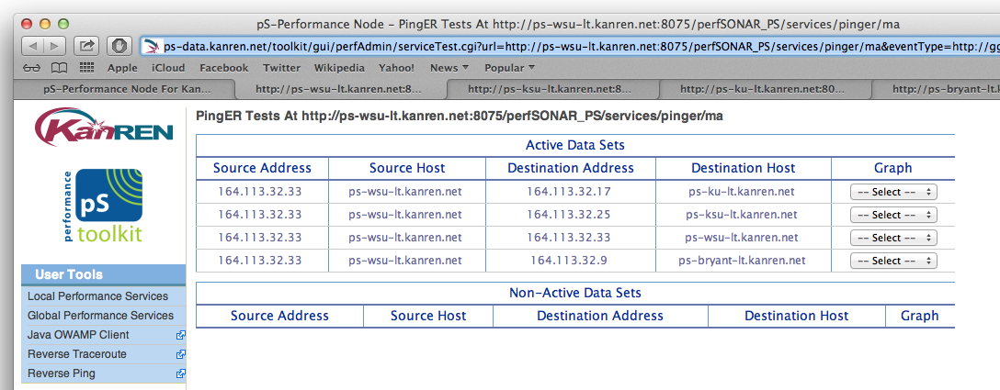 pS-Performance Node – PingER Tests At http://ps-wsu-lt.kanren.net:8075/perfSONAR_PS/services/pinger/ma
ps-data.kanren.net/toolkit/gui/perfAdmin/serviceTest.cgi?url=http://ps-wsu-lt.kanren.net:8075/perfSONAR_PS/services/pinger/ma&eventType=http://gg
Apple iCloud Facebook Twitter Wikipedia Yahoo! News Popular
pS-Performance Node For Kan... http://ps-wsu-lt.kanren.net:8... http://ps-ksu-lt.kanren.net:8... http://ps-ku-lt.kanren.net:80... http://ps-bryant-lt.k
KanREN
performance
pS
toolkit
User Tools
Local Performance Services
Global Performance Services
Java OWAMP Client
Reverse Traceroute
Reverse Ping
PingER Tests At http://ps-wsu-lt.kanren.net:8075/perfSONAR_PS/services/pinger/ma
Active Data Sets
Source Address Source Host Destination Address Destination Host Graph
164.113.32.33 ps-wsu-lt.kanren.net 164.113.32.17 ps-ku-lt.kanren.net -- Select --
164.113.32.33 ps-wsu-lt.kanren.net 164.113.32.25 ps-ksu-lt.kanren.net -- Select --
164.113.32.33 ps-wsu-lt.kanren.net 164.113.32.33 ps-wsu-lt.kanren.net -- Select --
164.113.32.33 ps-wsu-lt.kanren.net 164.113.32.9 ps-bryant-lt.kanren.net -- Select --
Non-Active Data Sets
Source Address Source Host Destination Address Destination Host Graph